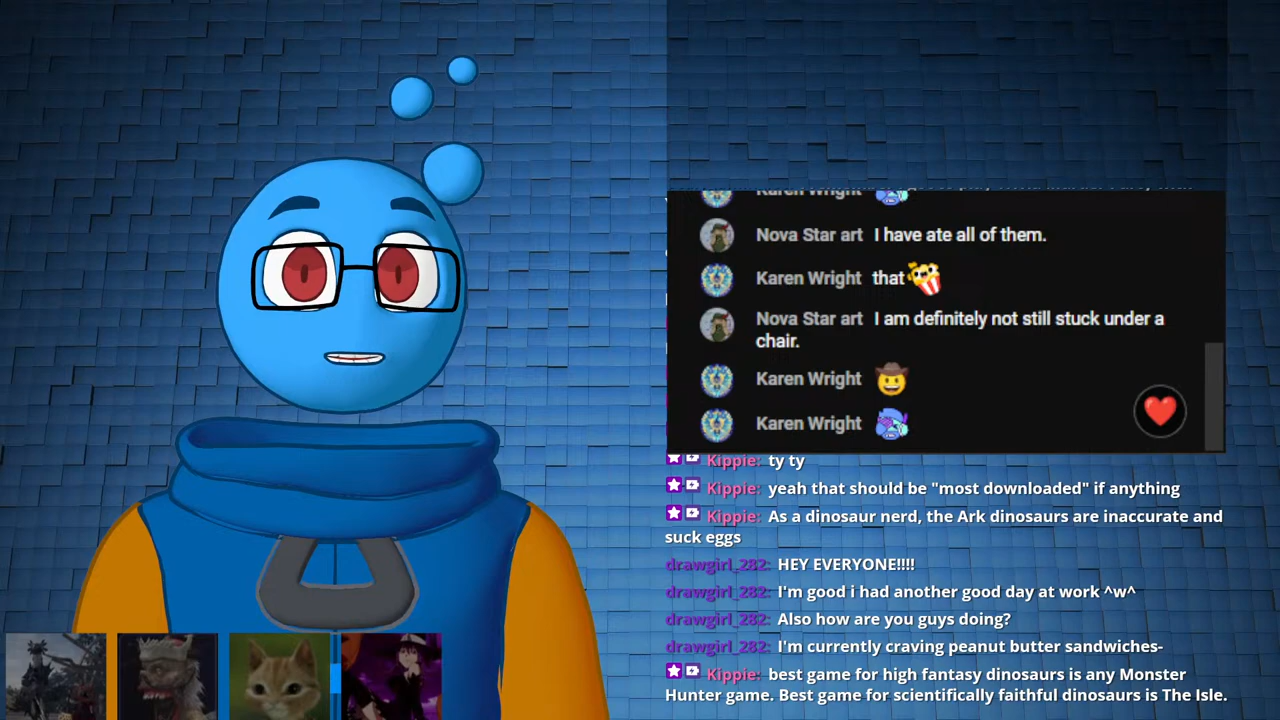 Karen Wright
Nova Star art I have ate all of them.
Karen Wright that
Nova Star art I am definitely not still stuck under a
chair.
Karen Wright
Karen Wright
Kippie: ty ty
Kippie: yeah that should be "most downloaded" if anything
Kippie: As a dinosaur nerd, the Ark dinosaurs are inaccurate and
suck eggs
drawgirl_282: HEY EVERYONE!!!!
drawgirl_282: I'm good i had another good day at work ^w^
drawgirl_282: Also how are you guys doing?
drawgirl_282: I'm currently craving peanut butter sandwiches-
Kippie: best game for high fantasy dinosaurs is any Monster
Hunter game. Best game for scientifically faithful dinosaurs is The Isle.